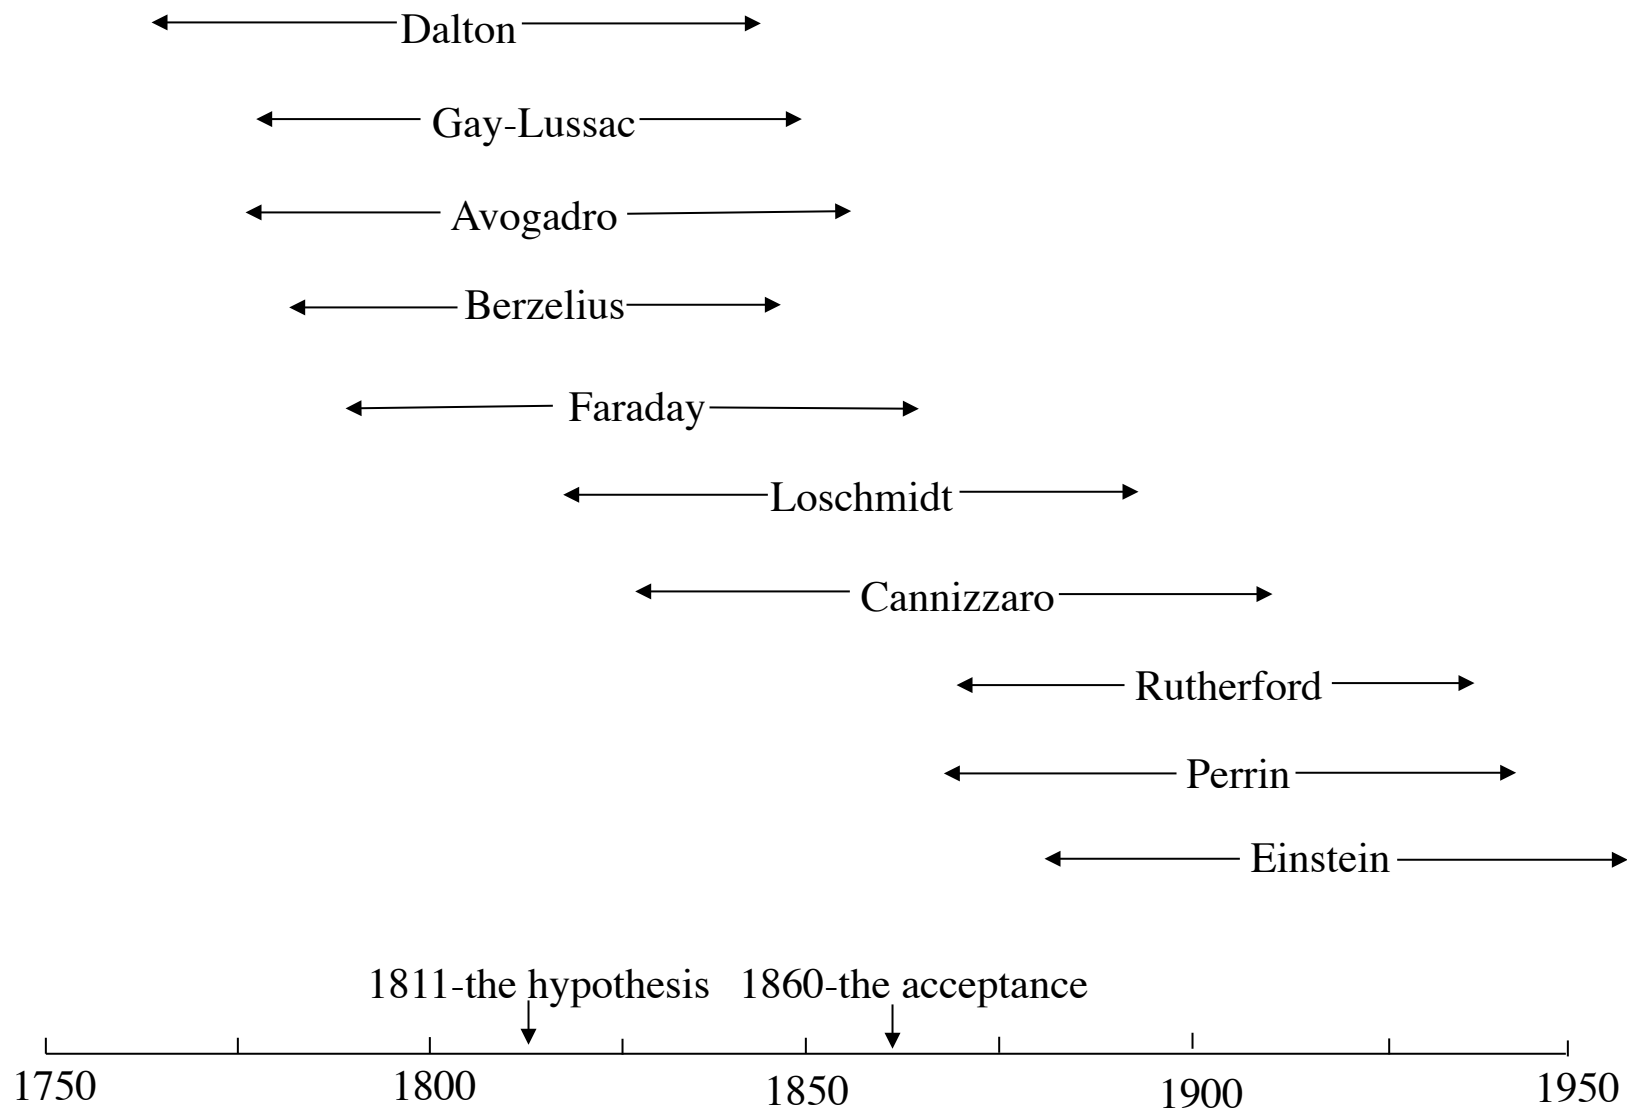 Dalton
Gay-Lussac
Avogadro
Berzelius
Faraday
Loschmidt
Cannizzaro
Rutherford
Perrin
Einstein
1811-the hypothesis 1860-the acceptance
1750 1800 1850 1900 1950